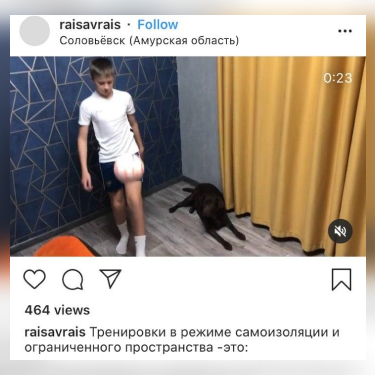 raisavrais · Follow
Соловьёвск (Амурская область)
0:23
464 views
raisavrais Тренировки в режиме самоизоляции и
ограниченного пространства -это: